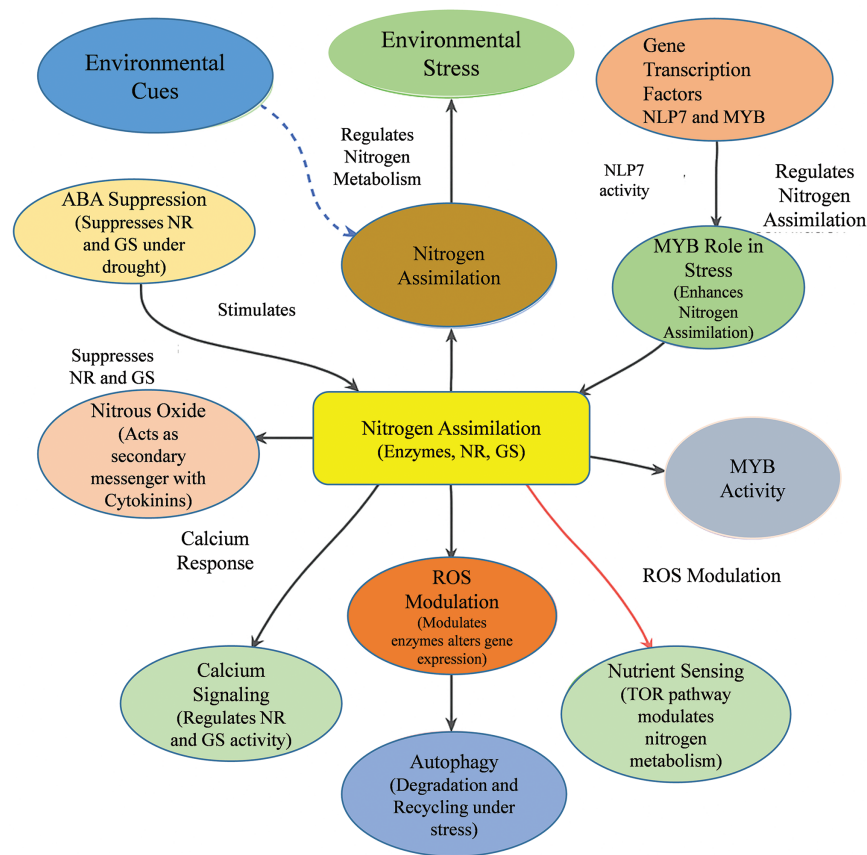 Environmental
Cues
Environmental
Stress
Gene
Transcription
Factors
NLP7 and MYB
Regulates
Nitrogen
Metabolism
NLP7
activity
Regulates
Nitrogen
Assimilation
ABA Suppression
(Suppresses NR
and GS under
drought)
Nitrogen
Assimilation
MYB Role in
Stress
(Enhances
Nitrogen
Assimilation)
Stimulates
Suppresses
NR and GS
Nitrous Oxide
(Acts as
secondary
messenger with
Cytokinins)
Nitrogen Assimilation
(Enzymes, NR, GS)
MYB
Activity
Calcium
Response
ROS
Modulation
(Modulates
enzymes alters gene
expression)
ROS Modulation
Calcium
Signaling
(Regulates NR
and GS activity)
Nutrient Sensing
(TOR pathway
modulates
nitrogen
metabolism)
Autophagy
(Degradation and
Recycling under
stress)